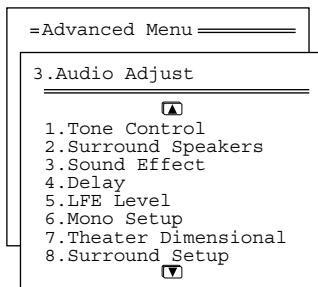 =Advanced Menu
3.Audio Adjust
1.Tone Control
2.Surround Speakers
3.Sound Effect
4.Delay
5.LFE Level
6.Mono Setup
7.Theater Dimensional
8.Surround Setup